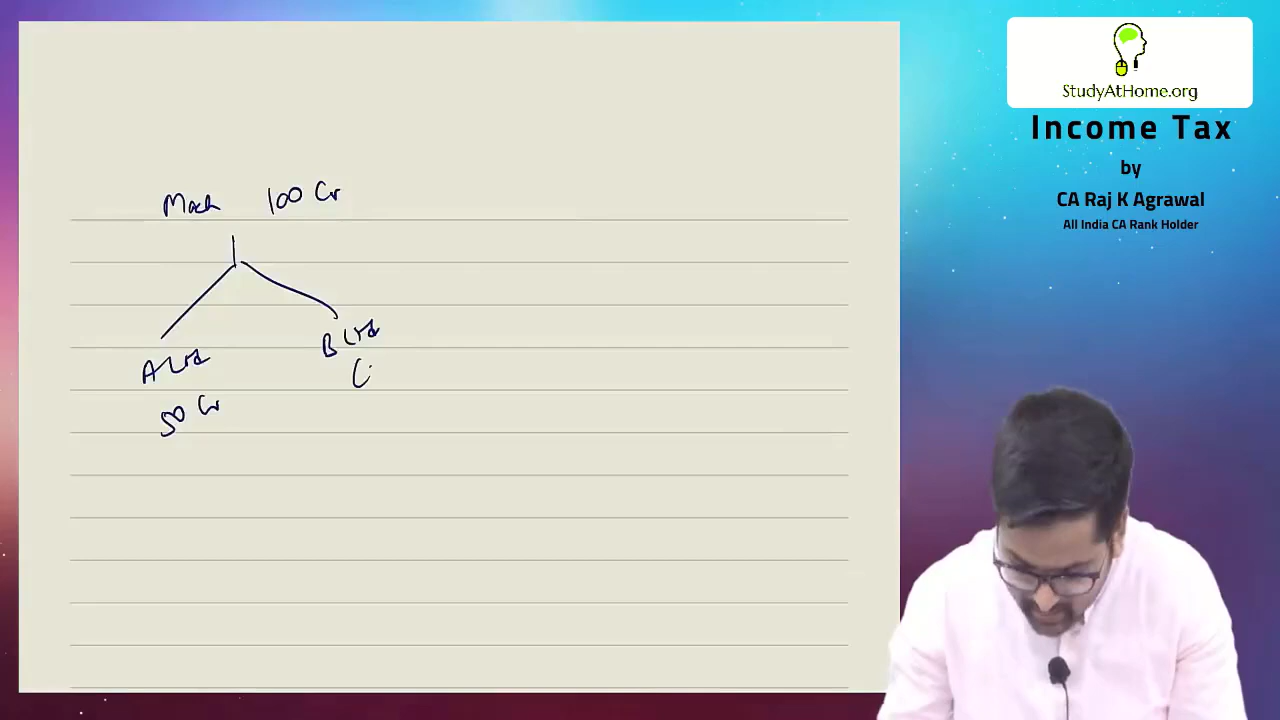 StudyAtHome.org
Income Tax
by
CA Raj K Agrawal
All India CA Rank Holder
Mach 100 Cr
A Ltd
B Ltd
50 Cr